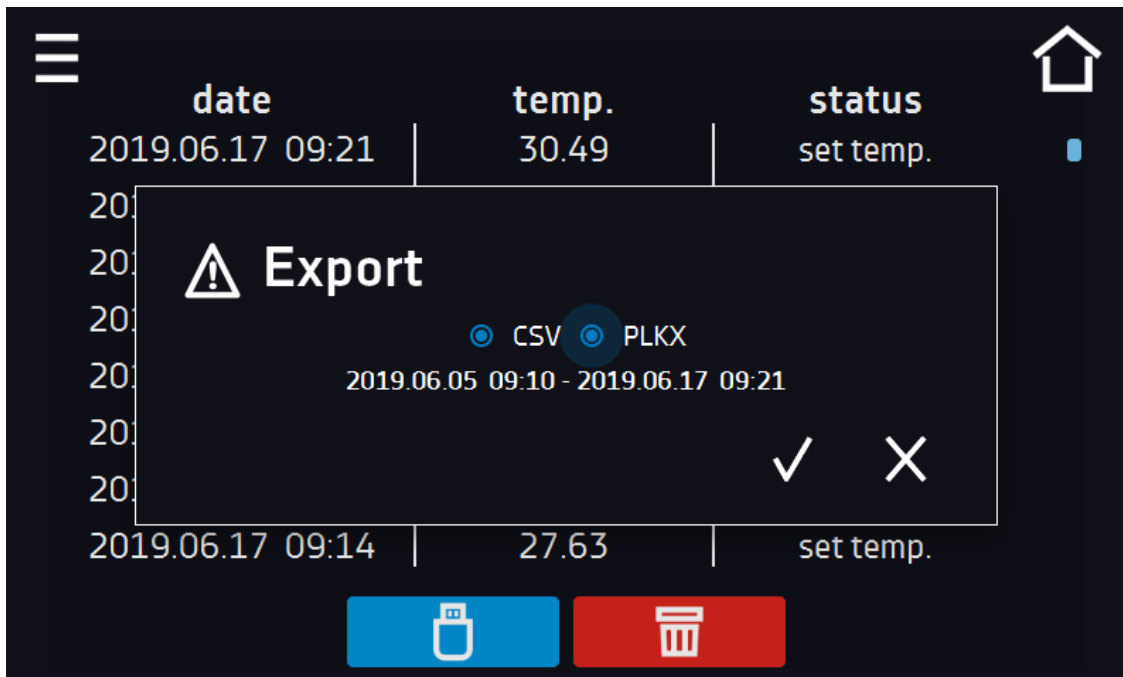 date temp. status
2019.06.17 09:21 30.49 set temp.
Export
CSV PLKX
2019.06.05 09:10 - 2019.06.17 09:21
2019.06.17 09:14 27.63 set temp.